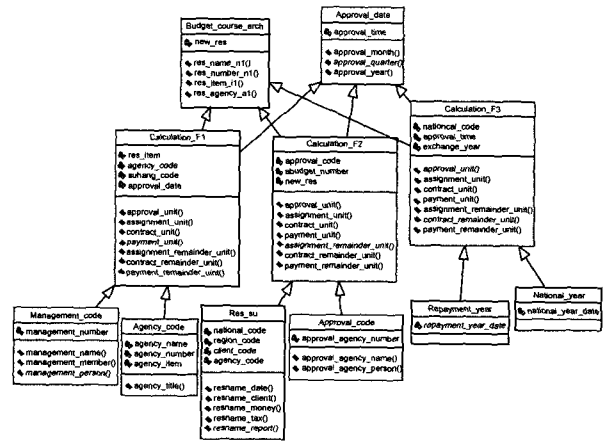 Budget_course_arch
new_res
res_name_n1()
res_number_n1()
res_item_i1()
res_agency_a1()
Approval_date
approval_time
approval_month()
approval_quarter()
approval_year()
Calculation_F1
res_item
agency_code
suhang_code
approval_date
approval_unit()
assignment_unit()
contract_unit()
payment_unit()
assignment_remainder_unit()
contract_remainder_unit()
payment_remainder_uint()
Calculation_F2
approval_code
abudget_number
new_res
approval_unit()
assignment_unit()
contract_unit()
payment_unit()
assignment_remainder_unit()
contract_remainder_unit()
payment_remainder_unit()
Calculation_F3
national_code
approval_time
exchange_year
approval_unit()
assignment_unit()
contract_unit()
payment_unit()
assignment_remainder_unit()
contract_remainder_unit()
payment_remainder_unit()
Management_code
management_number
management_name()
management_member()
management_person()
Agency_code
agency_name
agency_number
agency_item
agency_title()
Res_su
national_code
region_code
client_code
agency_code
resname_date()
resname_client()
resname_money()
resname_tax()
resname_report()
Approval_code
approval_agency_number
approval_agency_name()
approval_agency_person()
Repayment_year
repayment_year_date
National_year
national_year_date